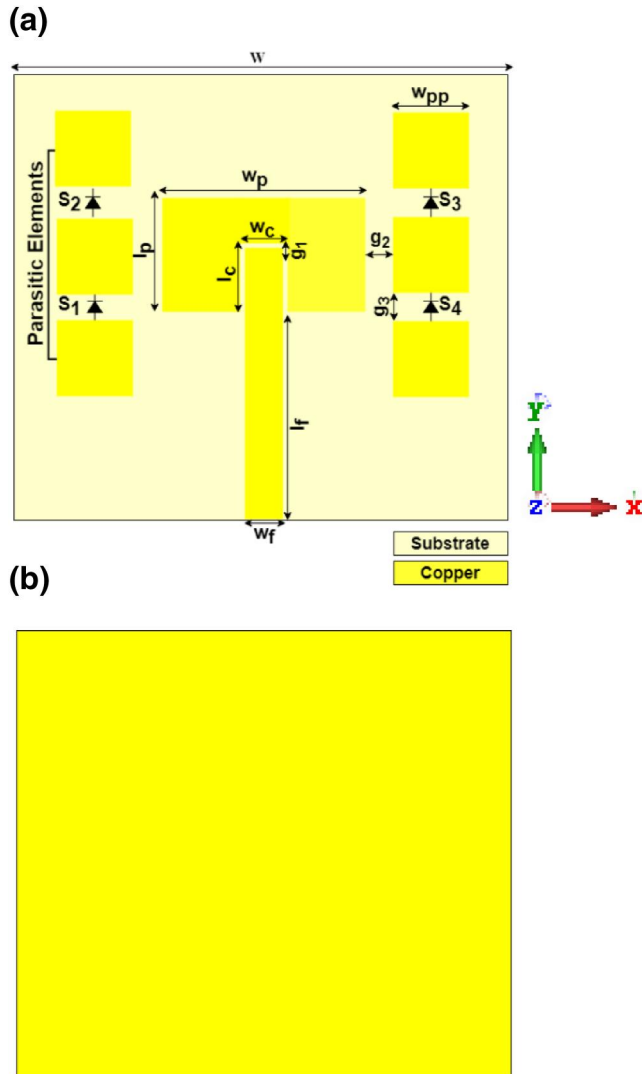 (a)
w
wpp
wp
Parasitic Elements
S2
S3
wc
g1
g2
lp
lc
g3
S1
S4
lf
wf
Y
Z
X
Substrate
Copper
(b)